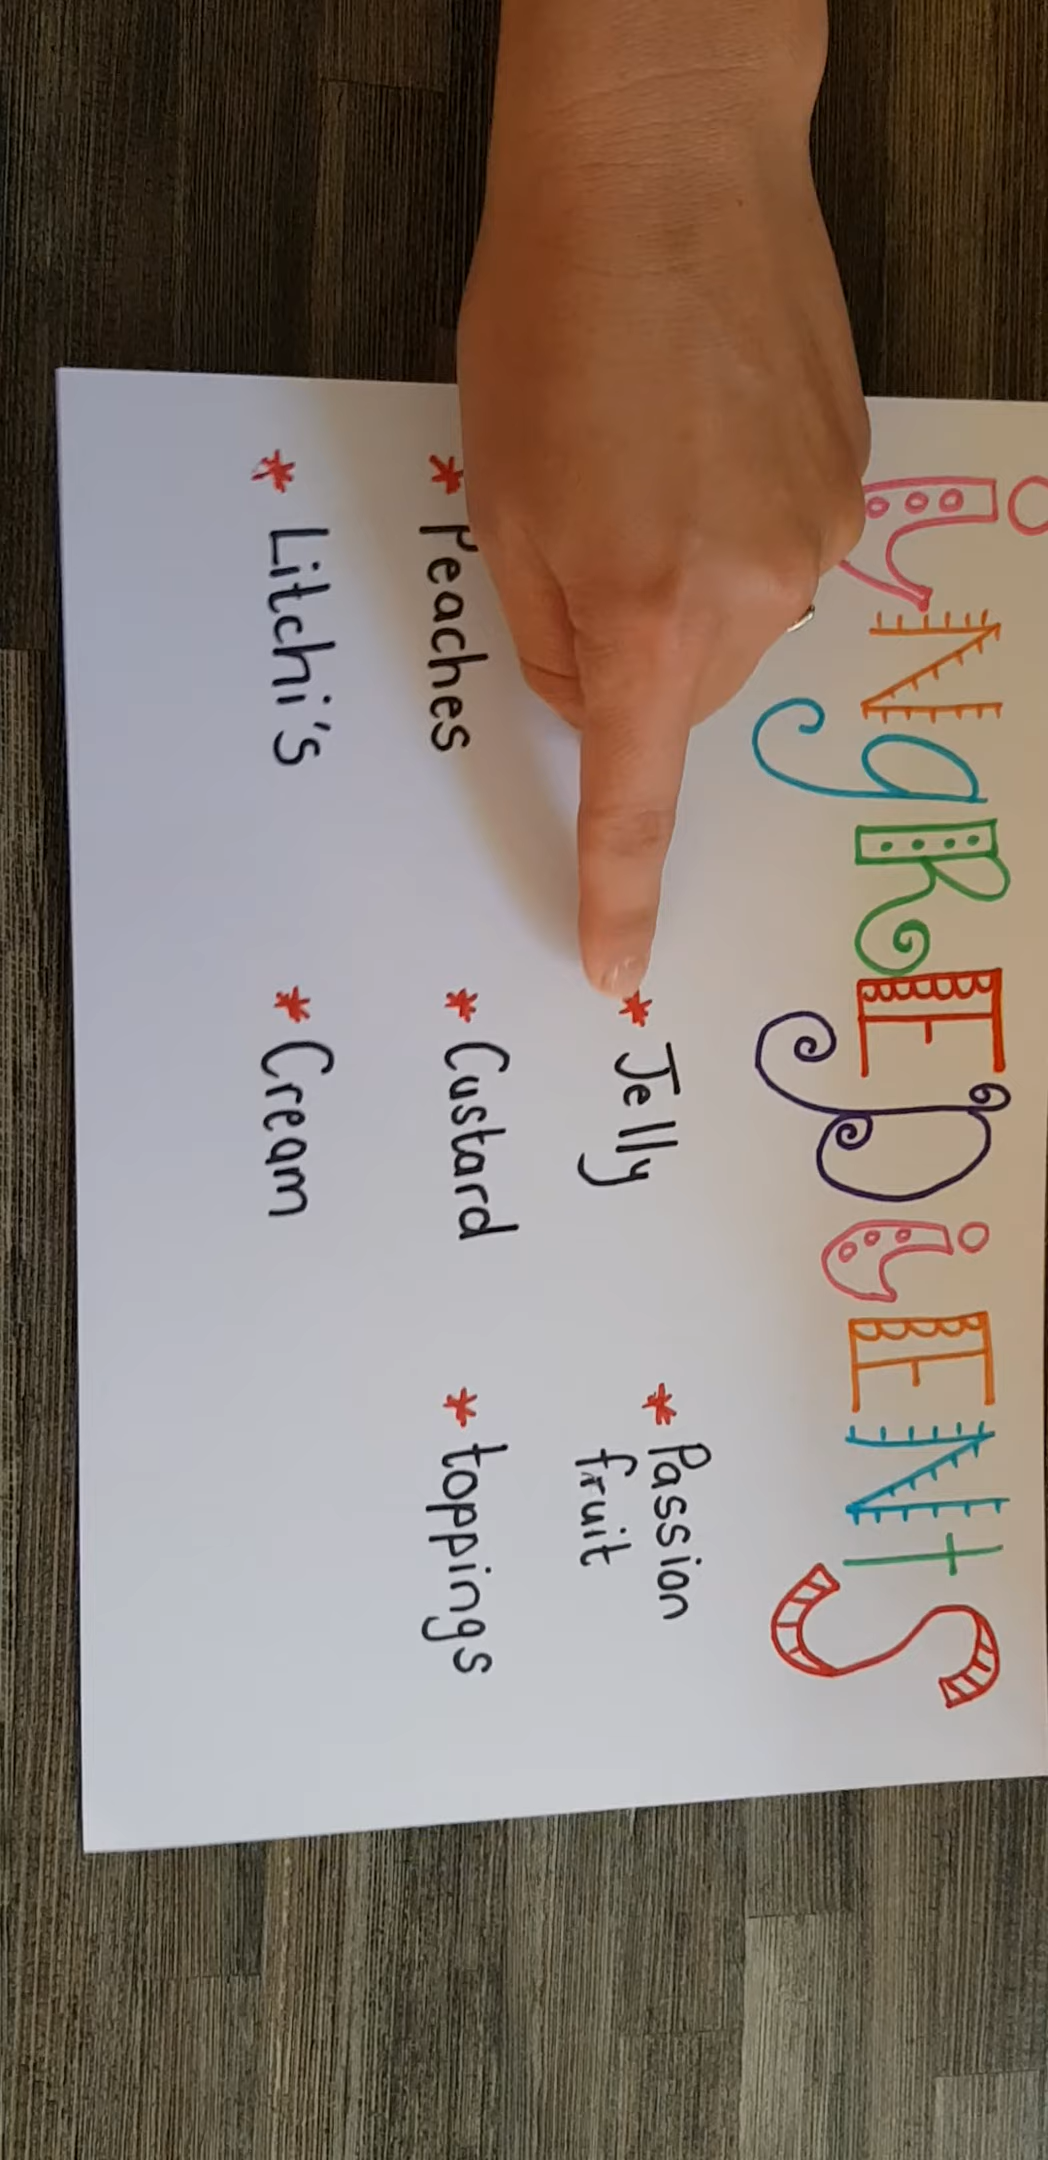 iNgREDiENtS
* Jelly
* Passion
fruit
* Peaches
* Custard
* toppings
* Litchi's
* Cream